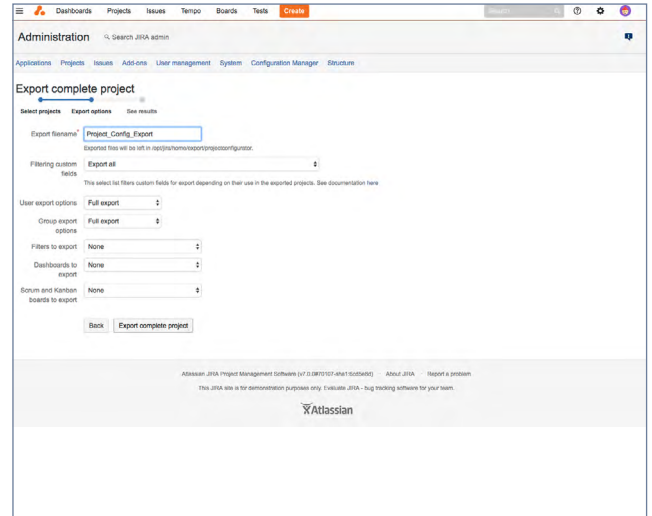 Dashboards Projects Issues Tempo Boards Tests Create Search
Administration Search JIRA admin
Applications Projects Issues Add-ons User management System Configuration Manager Structure
Export complete project
Select projects Export options See results
Export filename* Project_Config_Export
Exported files will be left in /opt/jira/home/export/projectconfigurator.
Filtering custom fields Export all
This select list filters custom fields for export depending on their use in the exported projects. See documentation here
User export options Full export
Group export options Full export
Filters to export None
Dashboards to export None
Scrum and Kanban boards to export None
Back Export complete project
Atlassian JIRA Project Management Software · About JIRA · Report a problem
This JIRA site is for demonstration purposes only. Evaluate JIRA - bug tracking software for your team.
Atlassian